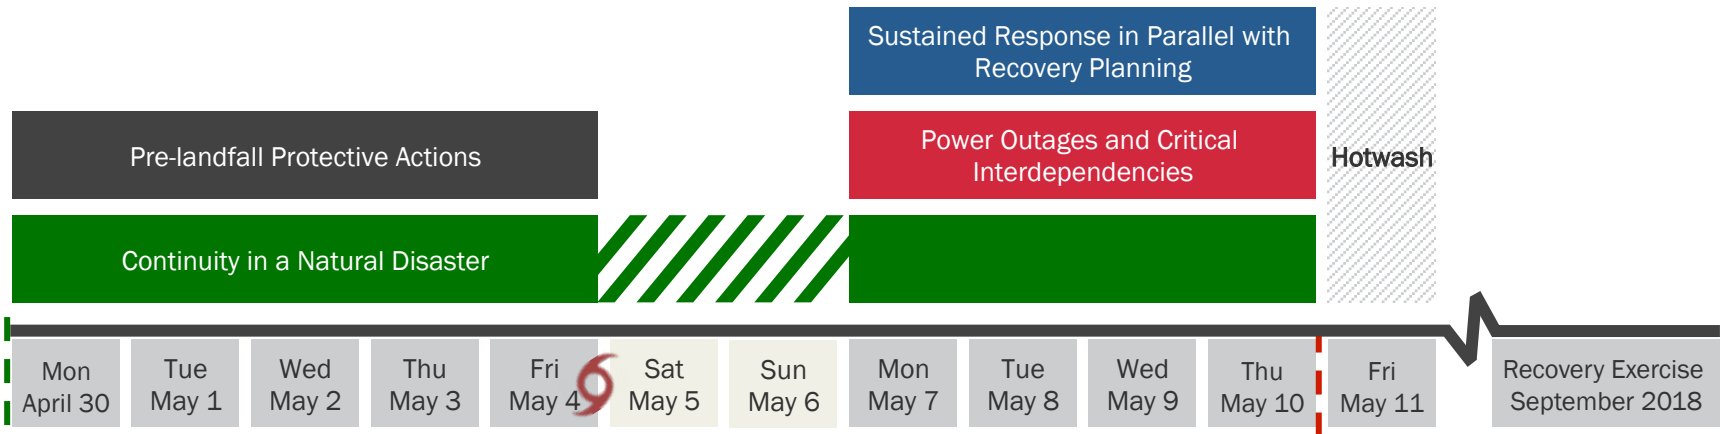 Sustained Response in Parallel with
Recovery Planning
Pre-landfall Protective Actions
Power Outages and Critical
Interdependencies
Hotwash
Continuity in a Natural Disaster
Mon
April 30
Tue
May 1
Wed
May 2
Thu
May 3
Fri
May 4
Sat
May 5
Sun
May 6
Mon
May 7
Tue
May 8
Wed
May 9
Thu
May 10
Fri
May 11
Recovery Exercise
September 2018